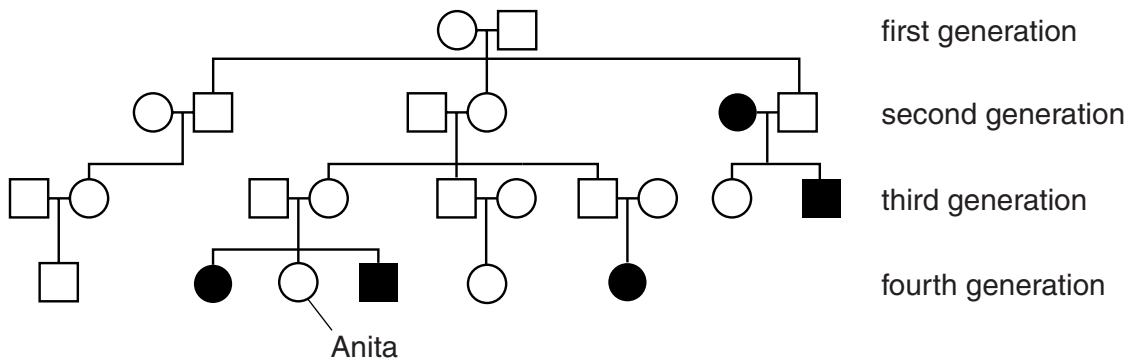 first generation
second generation
third generation
fourth generation
Anita